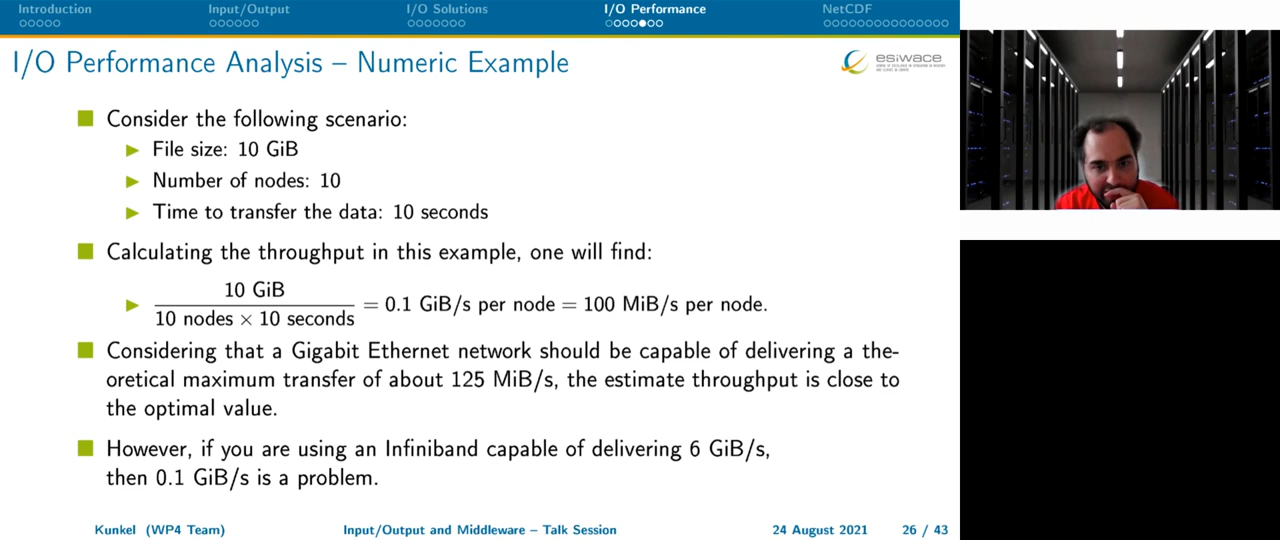 Introduction Input/Output I/O Solutions I/O Performance NetCDF
I/O Performance Analysis – Numeric Example
esiwace
Consider the following scenario:
File size: 10 GiB
Number of nodes: 10
Time to transfer the data: 10 seconds
Calculating the throughput in this example, one will find:
10 GiB
10 nodes × 10 seconds
= 0.1 GiB/s per node = 100 MiB/s per node.
Considering that a Gigabit Ethernet network should be capable of delivering a the-
oretical maximum transfer of about 125 MiB/s, the estimate throughput is close to
the optimal value.
However, if you are using an Infiniband capable of delivering 6 GiB/s,
then 0.1 GiB/s is a problem.
Kunkel (WP4 Team) Input/Output and Middleware – Talk Session 24 August 2021 26 / 43